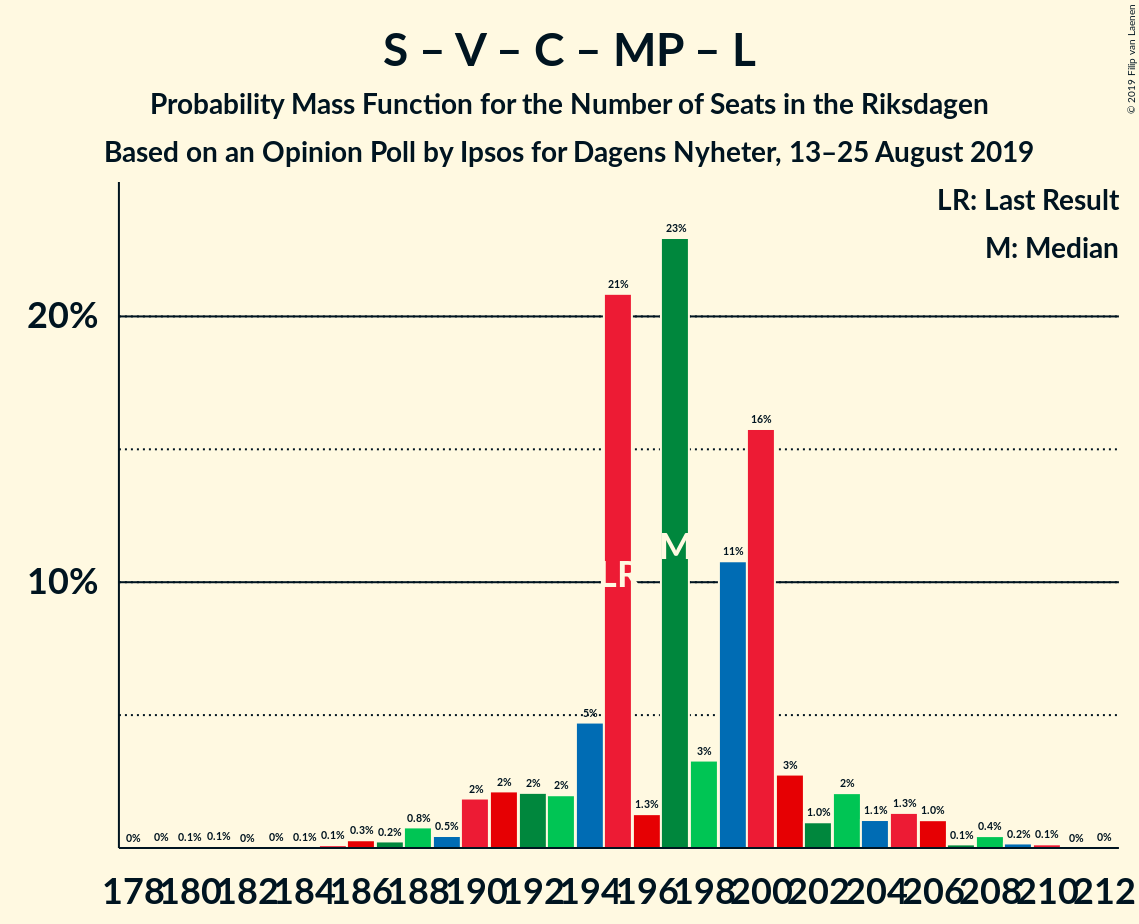 S – V – C – MP – L
Probability Mass Function for the Number of Seats in the Riksdagen
Based on an Opinion Poll by Ipsos for Dagens Nyheter, 13–25 August 2019
© 2019 Filip van Laenen
LR: Last Result
M: Median
20%
10%
0% 0% 0.1% 0.1% 0% 0% 0.1% 0.1% 0.3% 0.2% 0.8% 0.5% 2% 2% 2% 2% 5% 21% 1.3% 23% 3% 11% 16% 3% 1.0% 2% 1.1% 1.3% 1.0% 0.1% 0.4% 0.2% 0.1% 0% 0%
LR
M
178 180 182 184 186 188 190 192 194 196 198 200 202 204 206 208 210 212